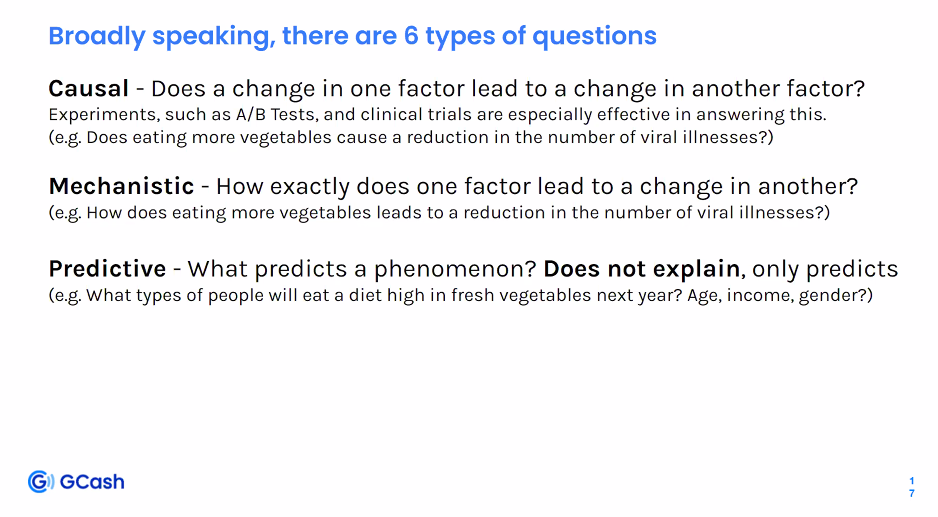 Broadly speaking, there are 6 types of questions
Causal - Does a change in one factor lead to a change in another factor?
Experiments, such as A/B Tests, and clinical trials are especially effective in answering this.
(e.g. Does eating more vegetables cause a reduction in the number of viral illnesses?)
Mechanistic - How exactly does one factor lead to a change in another?
(e.g. How does eating more vegetables leads to a reduction in the number of viral illnesses?)
Predictive - What predicts a phenomenon? Does not explain, only predicts
(e.g. What types of people will eat a diet high in fresh vegetables next year? Age, income, gender?)
GCash
1
7